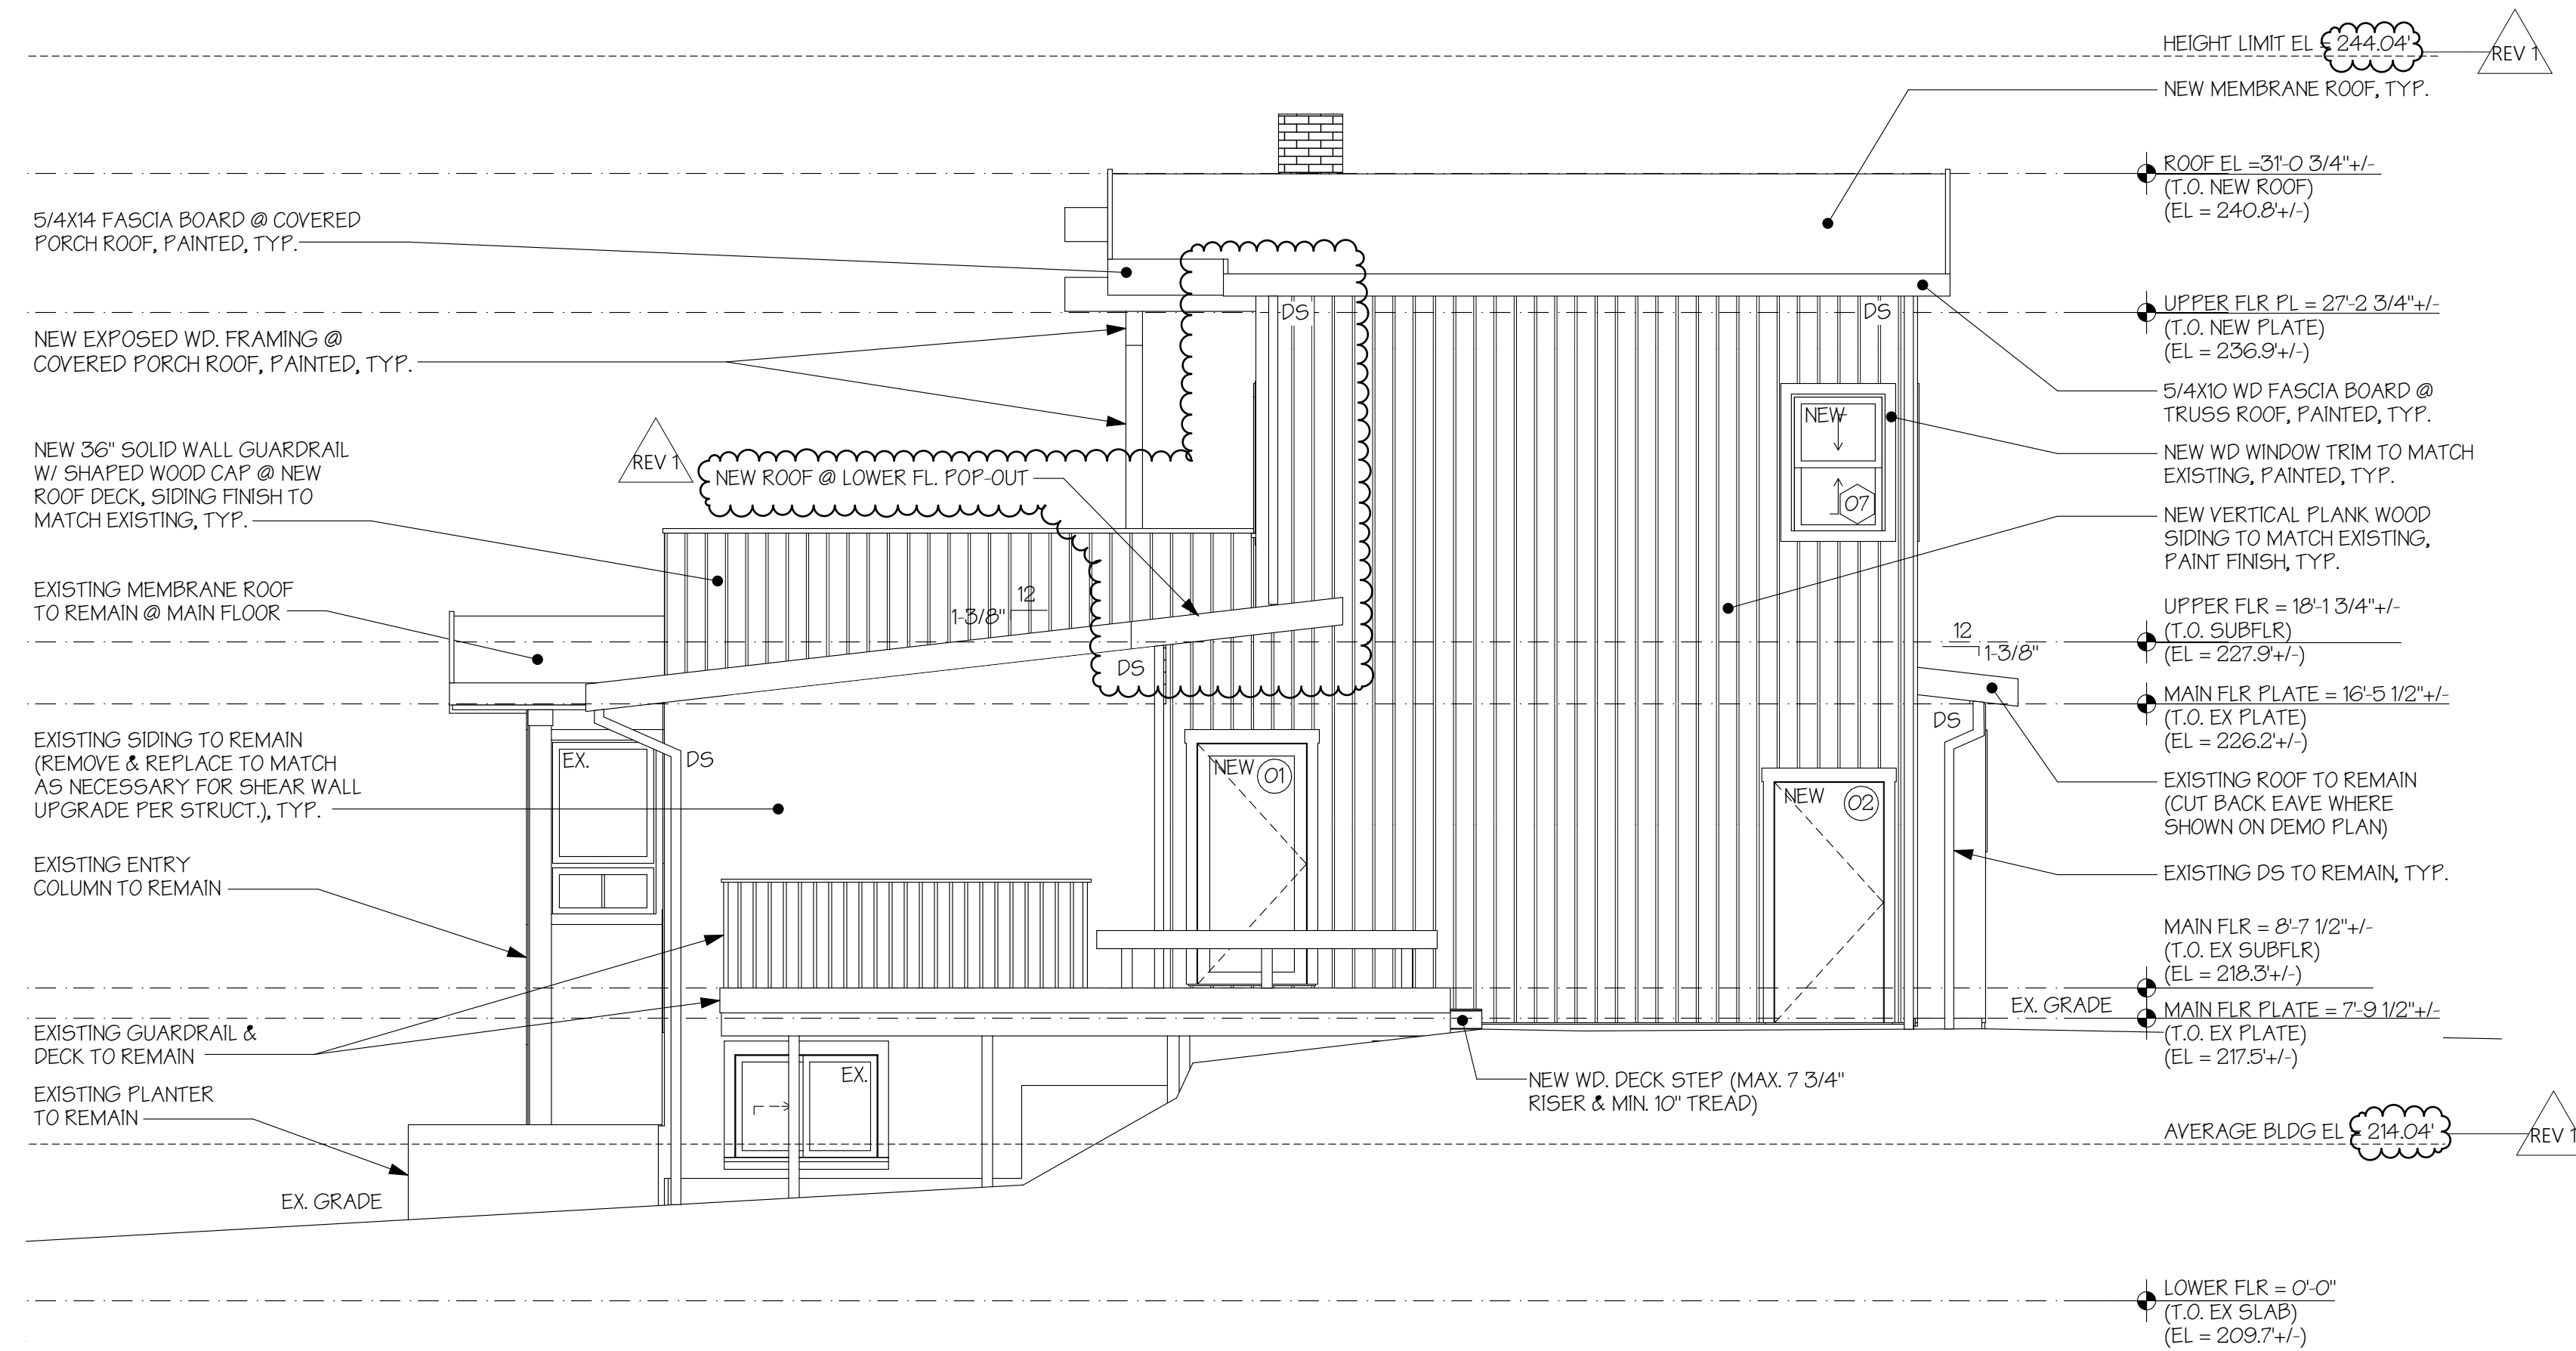 HEIGHT LIMIT EL = 244.04'
REV 1
NEW MEMBRANE ROOF, TYP.
ROOF EL =31'-0 3/4"+/-
(T.O. NEW ROOF)
(EL = 240.8'+/-)
5/4X14 FASCIA BOARD @ COVERED
PORCH ROOF, PAINTED, TYP.
UPPER FLR PL = 27'-2 3/4"+/-
(T.O. NEW PLATE)
(EL = 236.9'+/-)
DS
DS
NEW EXPOSED WD. FRAMING @
COVERED PORCH ROOF, PAINTED, TYP.
5/4X10 WD FASCIA BOARD @
TRUSS ROOF, PAINTED, TYP.
NEW
07
NEW 36" SOLID WALL GUARDRAIL
W/ SHAPED WOOD CAP @ NEW
ROOF DECK, SIDING FINISH TO
MATCH EXISTING, TYP.
REV 1
NEW ROOF @ LOWER FL. POP-OUT
NEW WD WINDOW TRIM TO MATCH
EXISTING, PAINTED, TYP.
NEW VERTICAL PLANK WOOD
SIDING TO MATCH EXISTING,
PAINT FINISH, TYP.
EXISTING MEMBRANE ROOF
TO REMAIN @ MAIN FLOOR
12
1-3/8"
UPPER FLR = 18'-1 3/4"+/-
(T.O. SUBFLR)
(EL = 227.9'+/-)
12
1-3/8"
DS
MAIN FLR PLATE = 16'-5 1/2"+/-
(T.O. EX PLATE)
(EL = 226.2'+/-)
DS
EXISTING SIDING TO REMAIN
(REMOVE & REPLACE TO MATCH
AS NECESSARY FOR SHEAR WALL
UPGRADE PER STRUCT.), TYP.
EX.
DS
NEW
01
NEW
02
EXISTING ROOF TO REMAIN
(CUT BACK EAVE WHERE
SHOWN ON DEMO PLAN)
EXISTING ENTRY
COLUMN TO REMAIN
EXISTING DS TO REMAIN, TYP.
MAIN FLR = 8'-7 1/2"+/-
(T.O. EX SUBFLR)
(EL = 218.3'+/-)
EX. GRADE
MAIN FLR PLATE = 7'-9 1/2"+/-
(T.O. EX PLATE)
(EL = 217.5'+/-)
EXISTING GUARDRAIL &
DECK TO REMAIN
EX.
NEW WD. DECK STEP (MAX. 7 3/4"
RISER & MIN. 10" TREAD)
EXISTING PLANTER
TO REMAIN
AVERAGE BLDG EL = 214.04'
REV 1
EX. GRADE
LOWER FLR = 0'-0"
(T.O. EX SLAB)
(EL = 209.7'+/-)